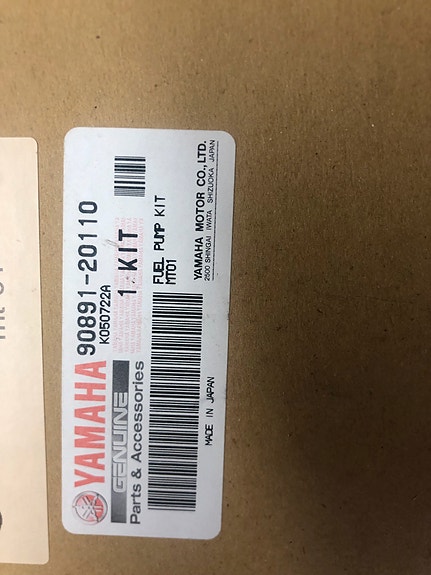 YAMAHA 90891-20110
K050722A
GENUINE 1 KIT
Parts & Accessories
FUEL PUMP KIT
MT01
YAMAHA MOTOR CO., LTD.
2500 SHINGAI IWATA SHIZUOKA JAPAN
MADE IN JAPAN